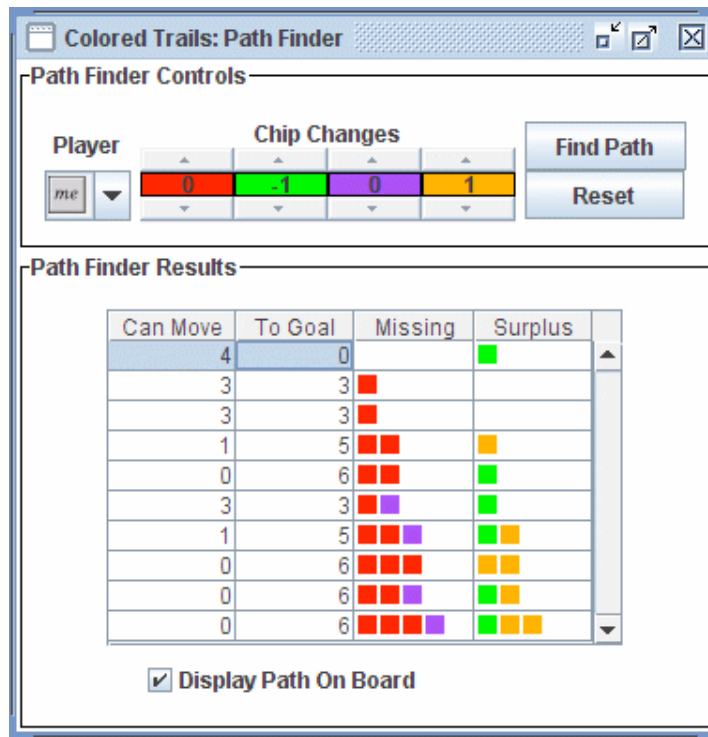 Colored Trails: Path Finder
Path Finder Controls
Player
Chip Changes
Find Path
me
0 -1 0 1
Reset
Path Finder Results
Can Move To Goal Missing Surplus
4 0
3 3
3 3
1 5
0 6
3 3
1 5
0 6
0 6
0 6
Display Path On Board